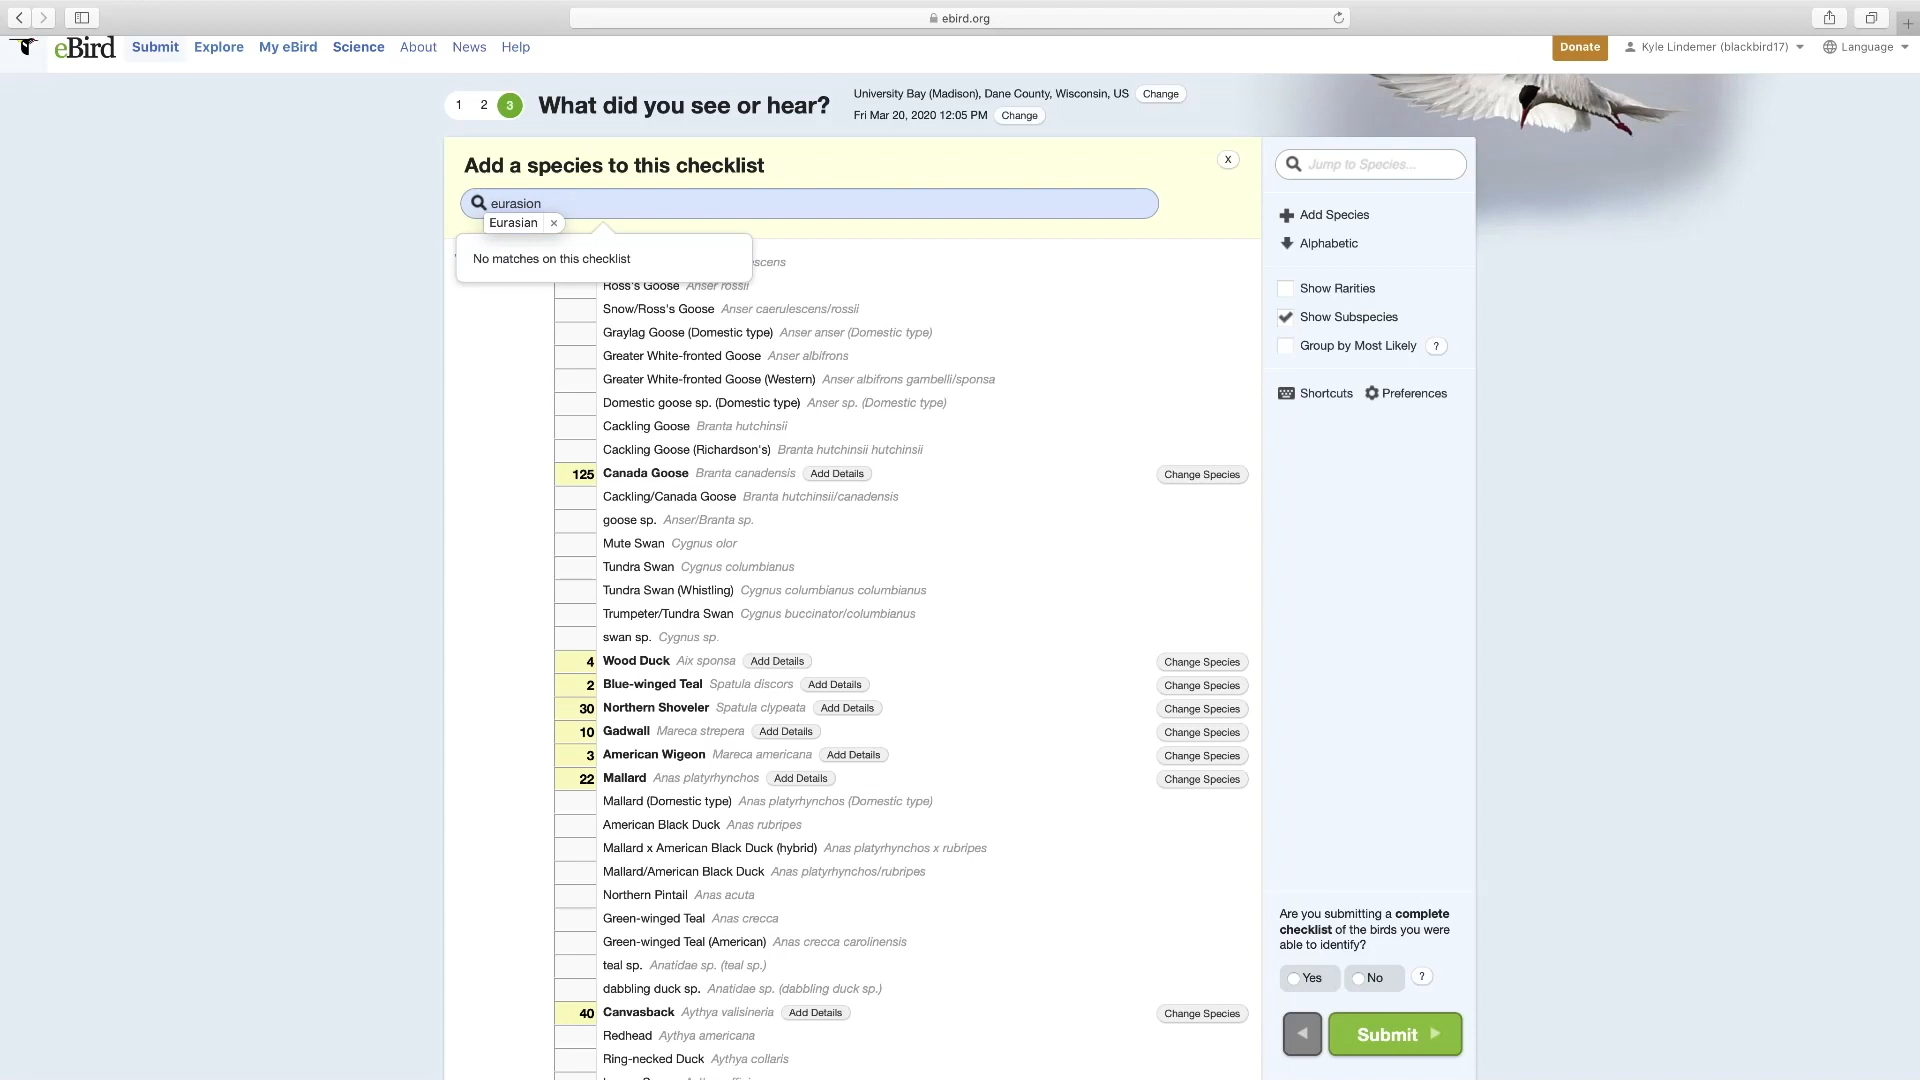 ebird.org
eBird Submit Explore My eBird Science About News Help
Donate Kyle Lindemer (blackbird17) Language
1 2 3 What did you see or hear?
University Bay (Madison), Dane County, Wisconsin, US Change
Fri Mar 20, 2020 12:05 PM Change
Add a species to this checklist
X
eurasion
Eurasian ×
No matches on this checklist
Ross's Goose Anser rossii
Snow/Ross's Goose Anser caerulescens/rossii
Graylag Goose (Domestic type) Anser anser (Domestic type)
Greater White-fronted Goose Anser albifrons
Greater White-fronted Goose (Western) Anser albifrons gambelli/sponsa
Domestic goose sp. (Domestic type) Anser sp. (Domestic type)
Cackling Goose Branta hutchinsii
Cackling Goose (Richardson's) Branta hutchinsii hutchinsii
125 Canada Goose Branta canadensis Add Details Change Species
Cackling/Canada Goose Branta hutchinsii/canadensis
goose sp. Anser/Branta sp.
Mute Swan Cygnus olor
Tundra Swan Cygnus columbianus
Tundra Swan (Whistling) Cygnus columbianus columbianus
Trumpeter/Tundra Swan Cygnus buccinator/columbianus
swan sp. Cygnus sp.
4 Wood Duck Aix sponsa Add Details Change Species
2 Blue-winged Teal Spatula discors Add Details Change Species
30 Northern Shoveler Spatula clypeata Add Details Change Species
10 Gadwall Mareca strepera Add Details Change Species
3 American Wigeon Mareca americana Add Details Change Species
22 Mallard Anas platyrhynchos Add Details Change Species
Mallard (Domestic type) Anas platyrhynchos (Domestic type)
American Black Duck Anas rubripes
Mallard x American Black Duck (hybrid) Anas platyrhynchos x rubripes
Mallard/American Black Duck Anas platyrhynchos/rubripes
Northern Pintail Anas acuta
Green-winged Teal Anas crecca
Green-winged Teal (American) Anas crecca carolinensis
teal sp. Anatidae sp. (teal sp.)
dabbling duck sp. Anatidae sp. (dabbling duck sp.)
40 Canvasback Aythya valisineria Add Details Change Species
Redhead Aythya americana
Ring-necked Duck Aythya collaris
Jump to Species...
Add Species
Alphabetic
Show Rarities
Show Subspecies
Group by Most Likely ?
Shortcuts Preferences
Are you submitting a complete
checklist of the birds you were
able to identify?
Yes No ?
Submit